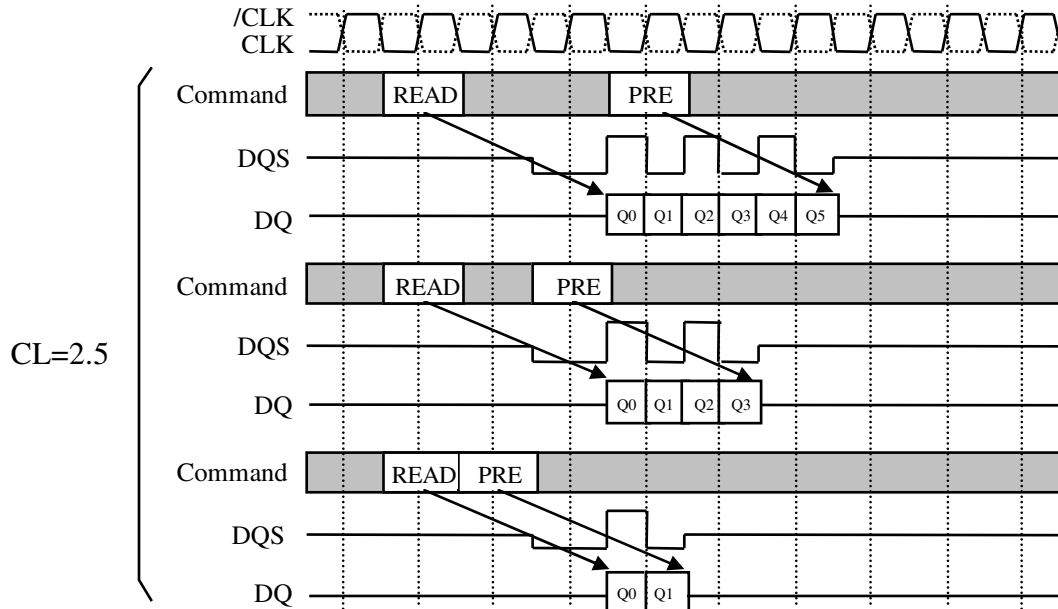 /CLK
CLK
Command READ PRE
DQS
DQ Q0 Q1 Q2 Q3 Q4 Q5
Command READ PRE
CL=2.5
DQS
DQ Q0 Q1 Q2 Q3
Command READ PRE
DQS
DQ Q0 Q1